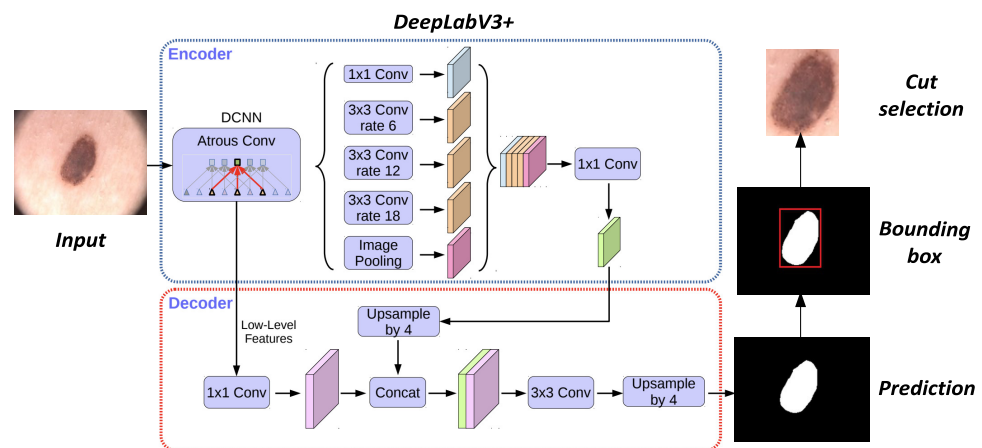 DeepLabV3+
Encoder
DCNN
Atrous Conv
1x1 Conv
3x3 Conv
rate 6
3x3 Conv
rate 12
3x3 Conv
rate 18
Image
Pooling
1x1 Conv
Input
Decoder
Low-Level
Features
Upsample
by 4
1x1 Conv
Concat
3x3 Conv
Upsample
by 4
Cut
selection
Bounding
box
Prediction